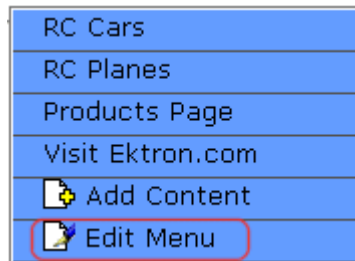 RC Cars
RC Planes
Products Page
Visit Ektron.com
Add Content
Edit Menu